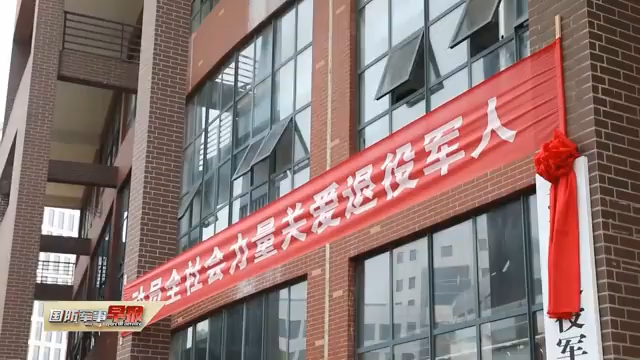 动员全社会力量关爱退役军人
役军
国防军事早报